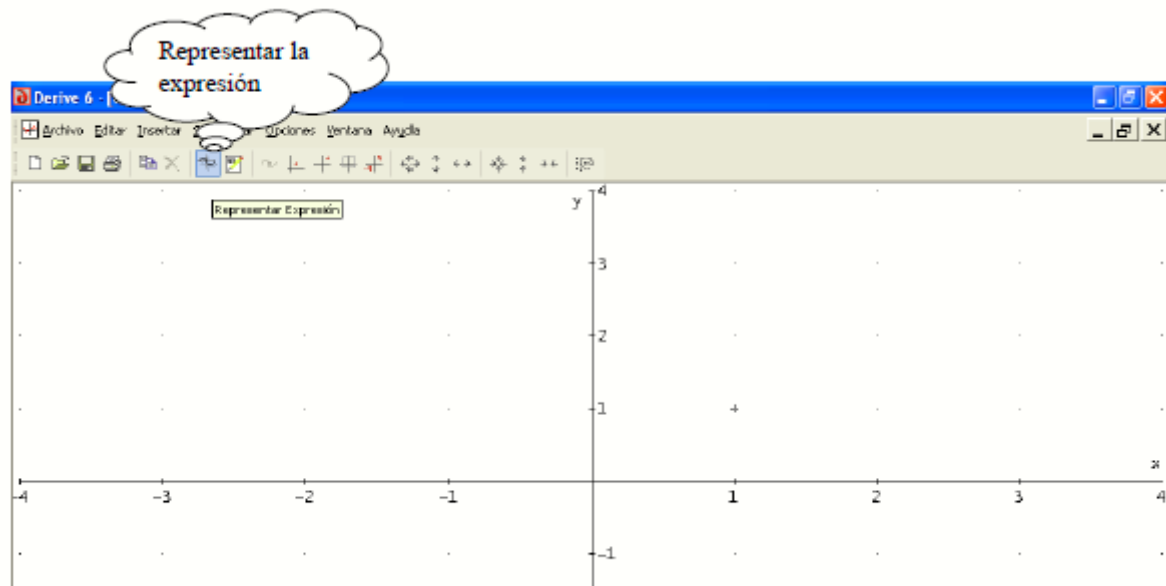 Representar la
expresión
Derive 6 - [
Archivo Editar Insertar Opciones Ventana Ayuda
Representar Expresión
y
4
3
2
1
x
-4 -3 -2 -1 1 2 3 4
-1